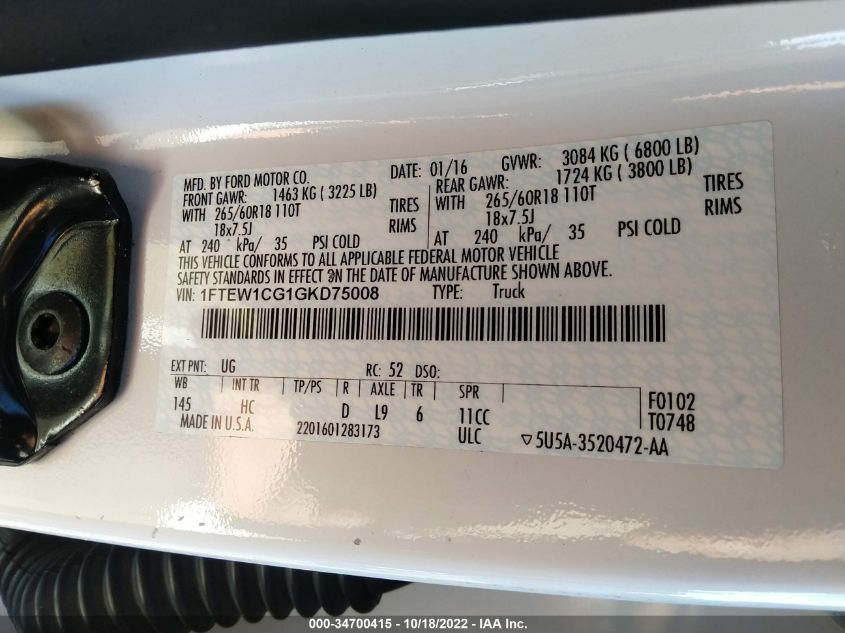 MFD. BY FORD MOTOR CO. DATE: 01/16 GVWR: 3084 KG ( 6800 LB)
FRONT GAWR: 1463 KG ( 3225 LB) REAR GAWR: 1724 KG ( 3800 LB)
WITH 265/60R18 110T TIRES WITH 265/60R18 110T TIRES
18x7.5J RIMS 18x7.5J RIMS
AT 240 kPa/ 35 PSI COLD AT 240 kPa/ 35 PSI COLD
THIS VEHICLE CONFORMS TO ALL APPLICABLE FEDERAL MOTOR VEHICLE
SAFETY STANDARDS IN EFFECT ON THE DATE OF MANUFACTURE SHOWN ABOVE.
VIN: 1FTEW1CG1GKD75008 TYPE: Truck
EXT PNT: UG RC: 52 DSO:
WB INT TR TP/PS R AXLE TR SPR F0102
145 HC D L9 6 11CC T0748
MADE IN U.S.A. 2201601283173 ULC ▽5U5A-3520472-AA
000-34700415 - 10/18/2022 - IAA Inc.